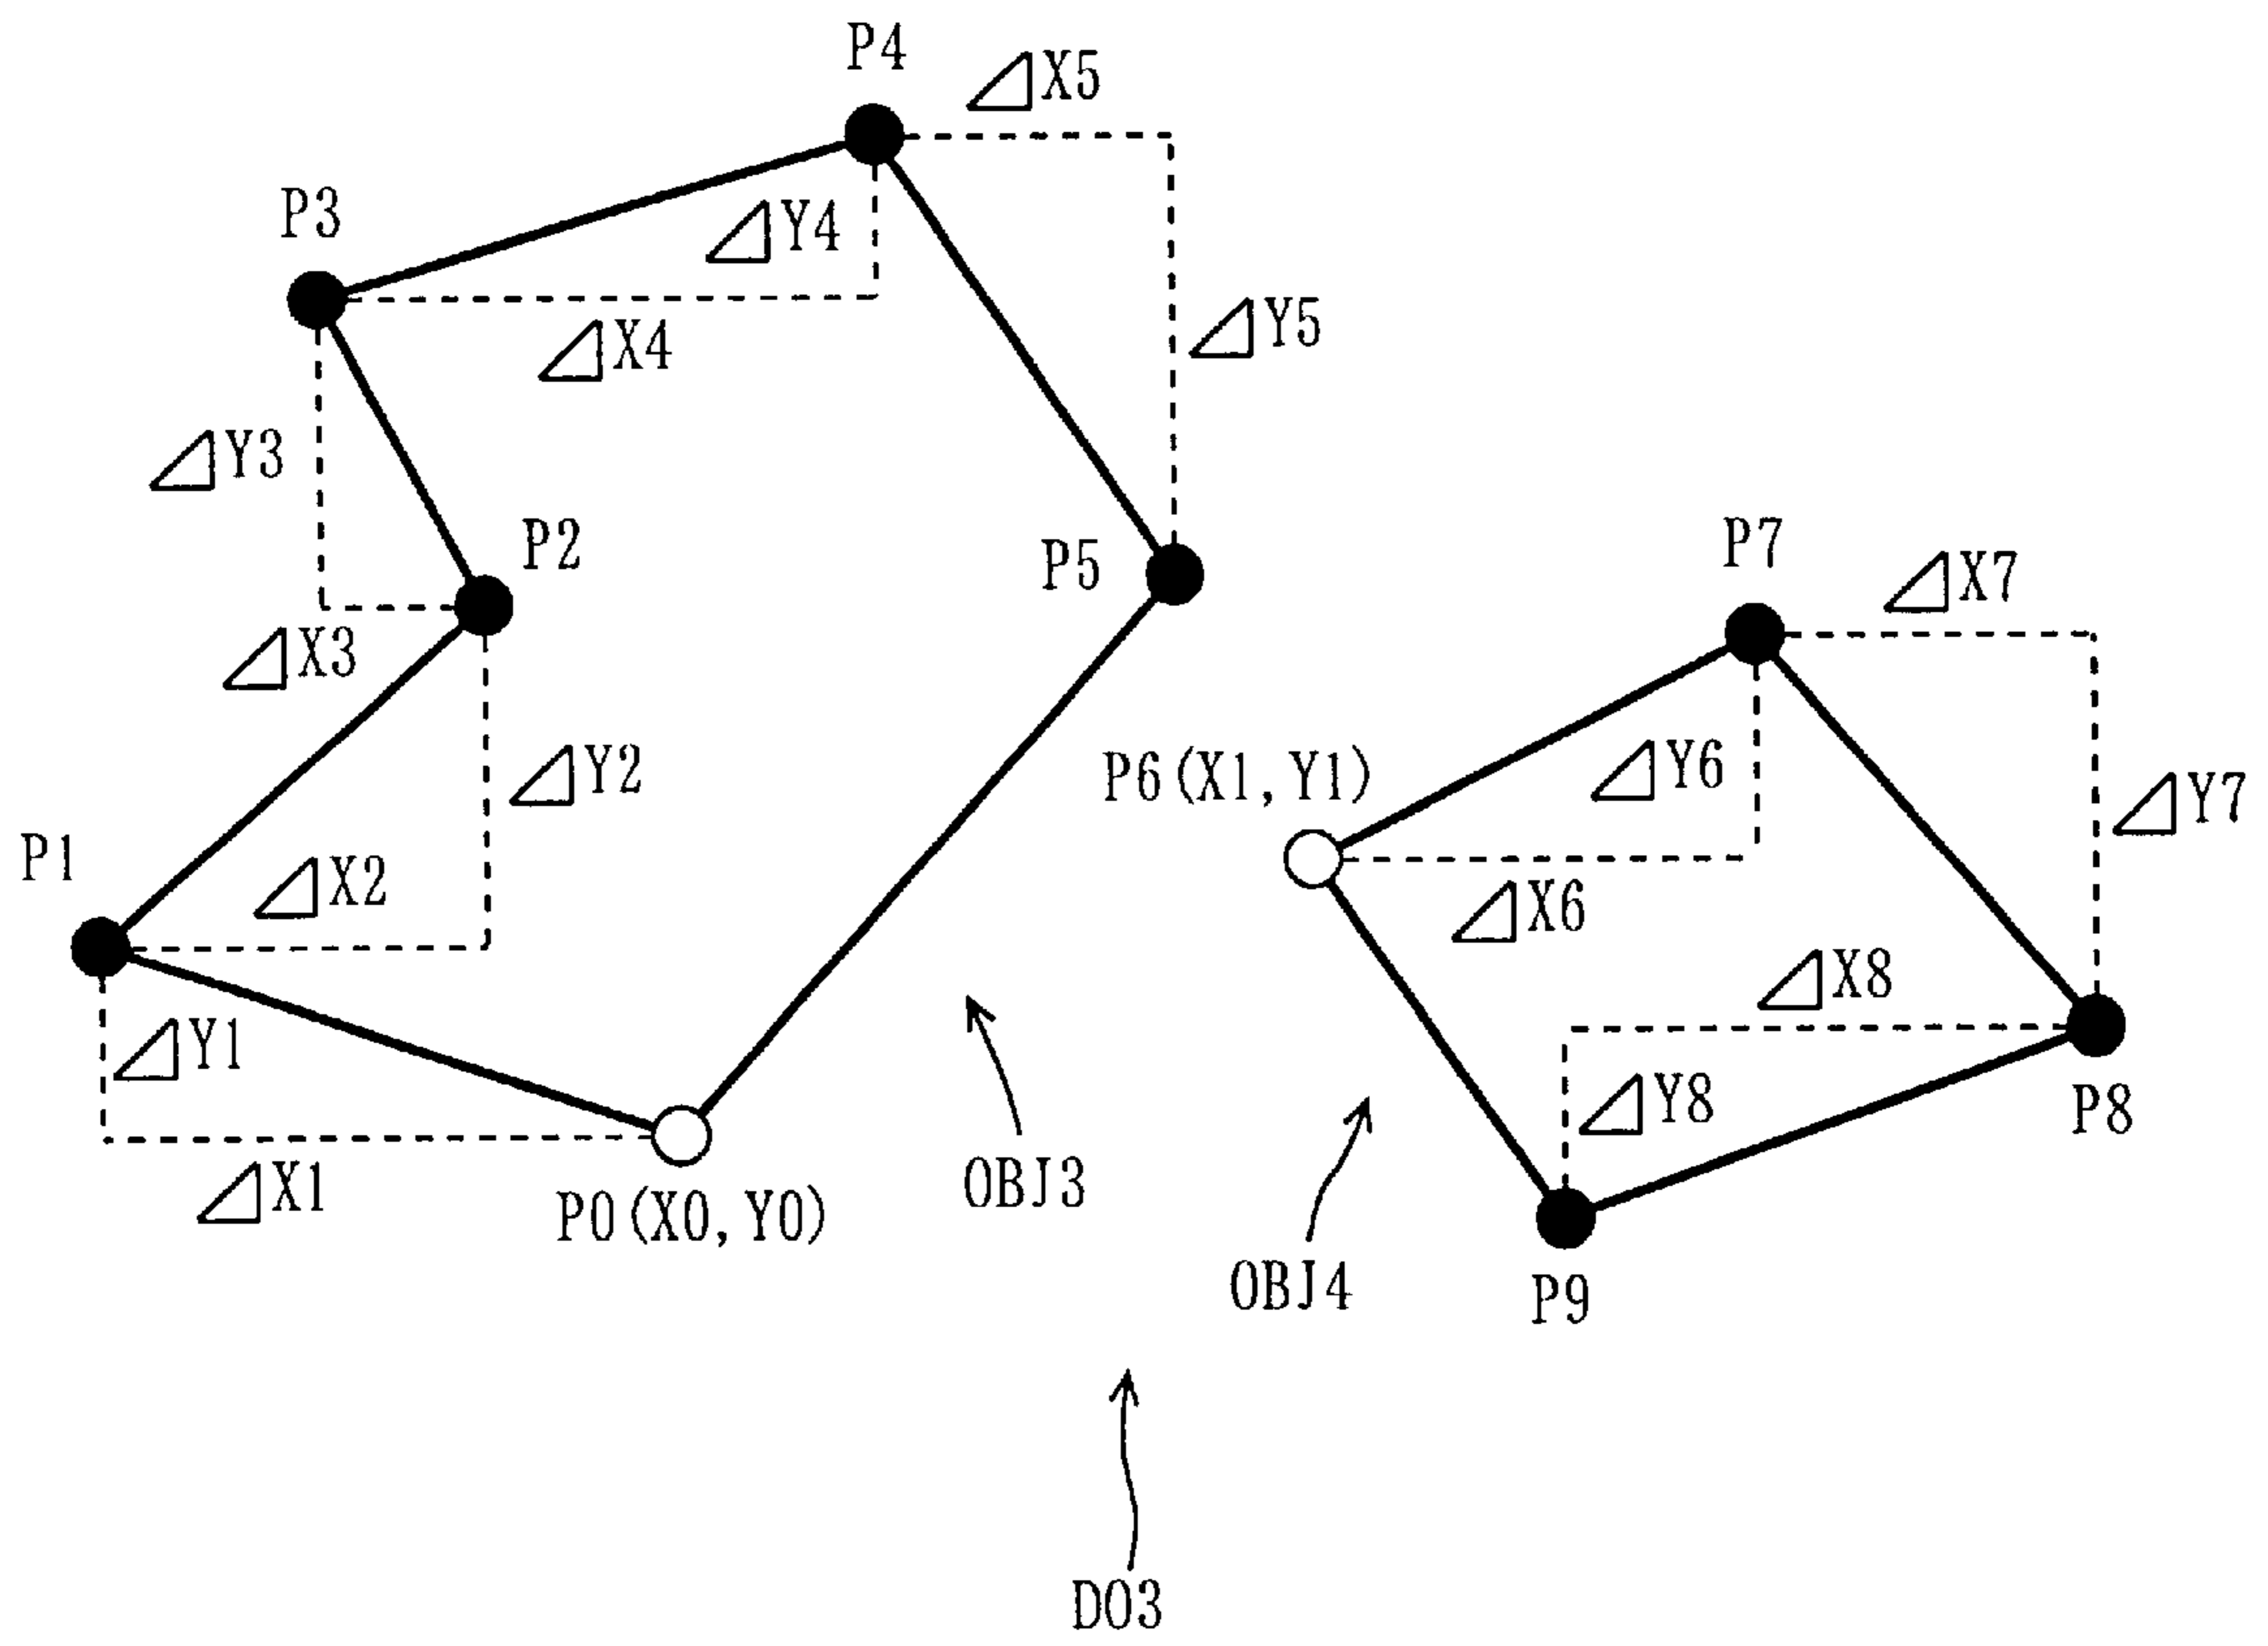 P4
⊿X5
P3
⊿Y4
⊿Y5
⊿X4
⊿Y3
P2
P5
P7
⊿X7
⊿X3
⊿Y2
P6(X1,Y1)
⊿Y6
⊿Y7
P1
⊿X2
⊿X6
⊿X8
⊿Y1
⊿Y8
P8
⊿X1
P0(X0,Y0)
OBJ3
OBJ4
P9
DO3